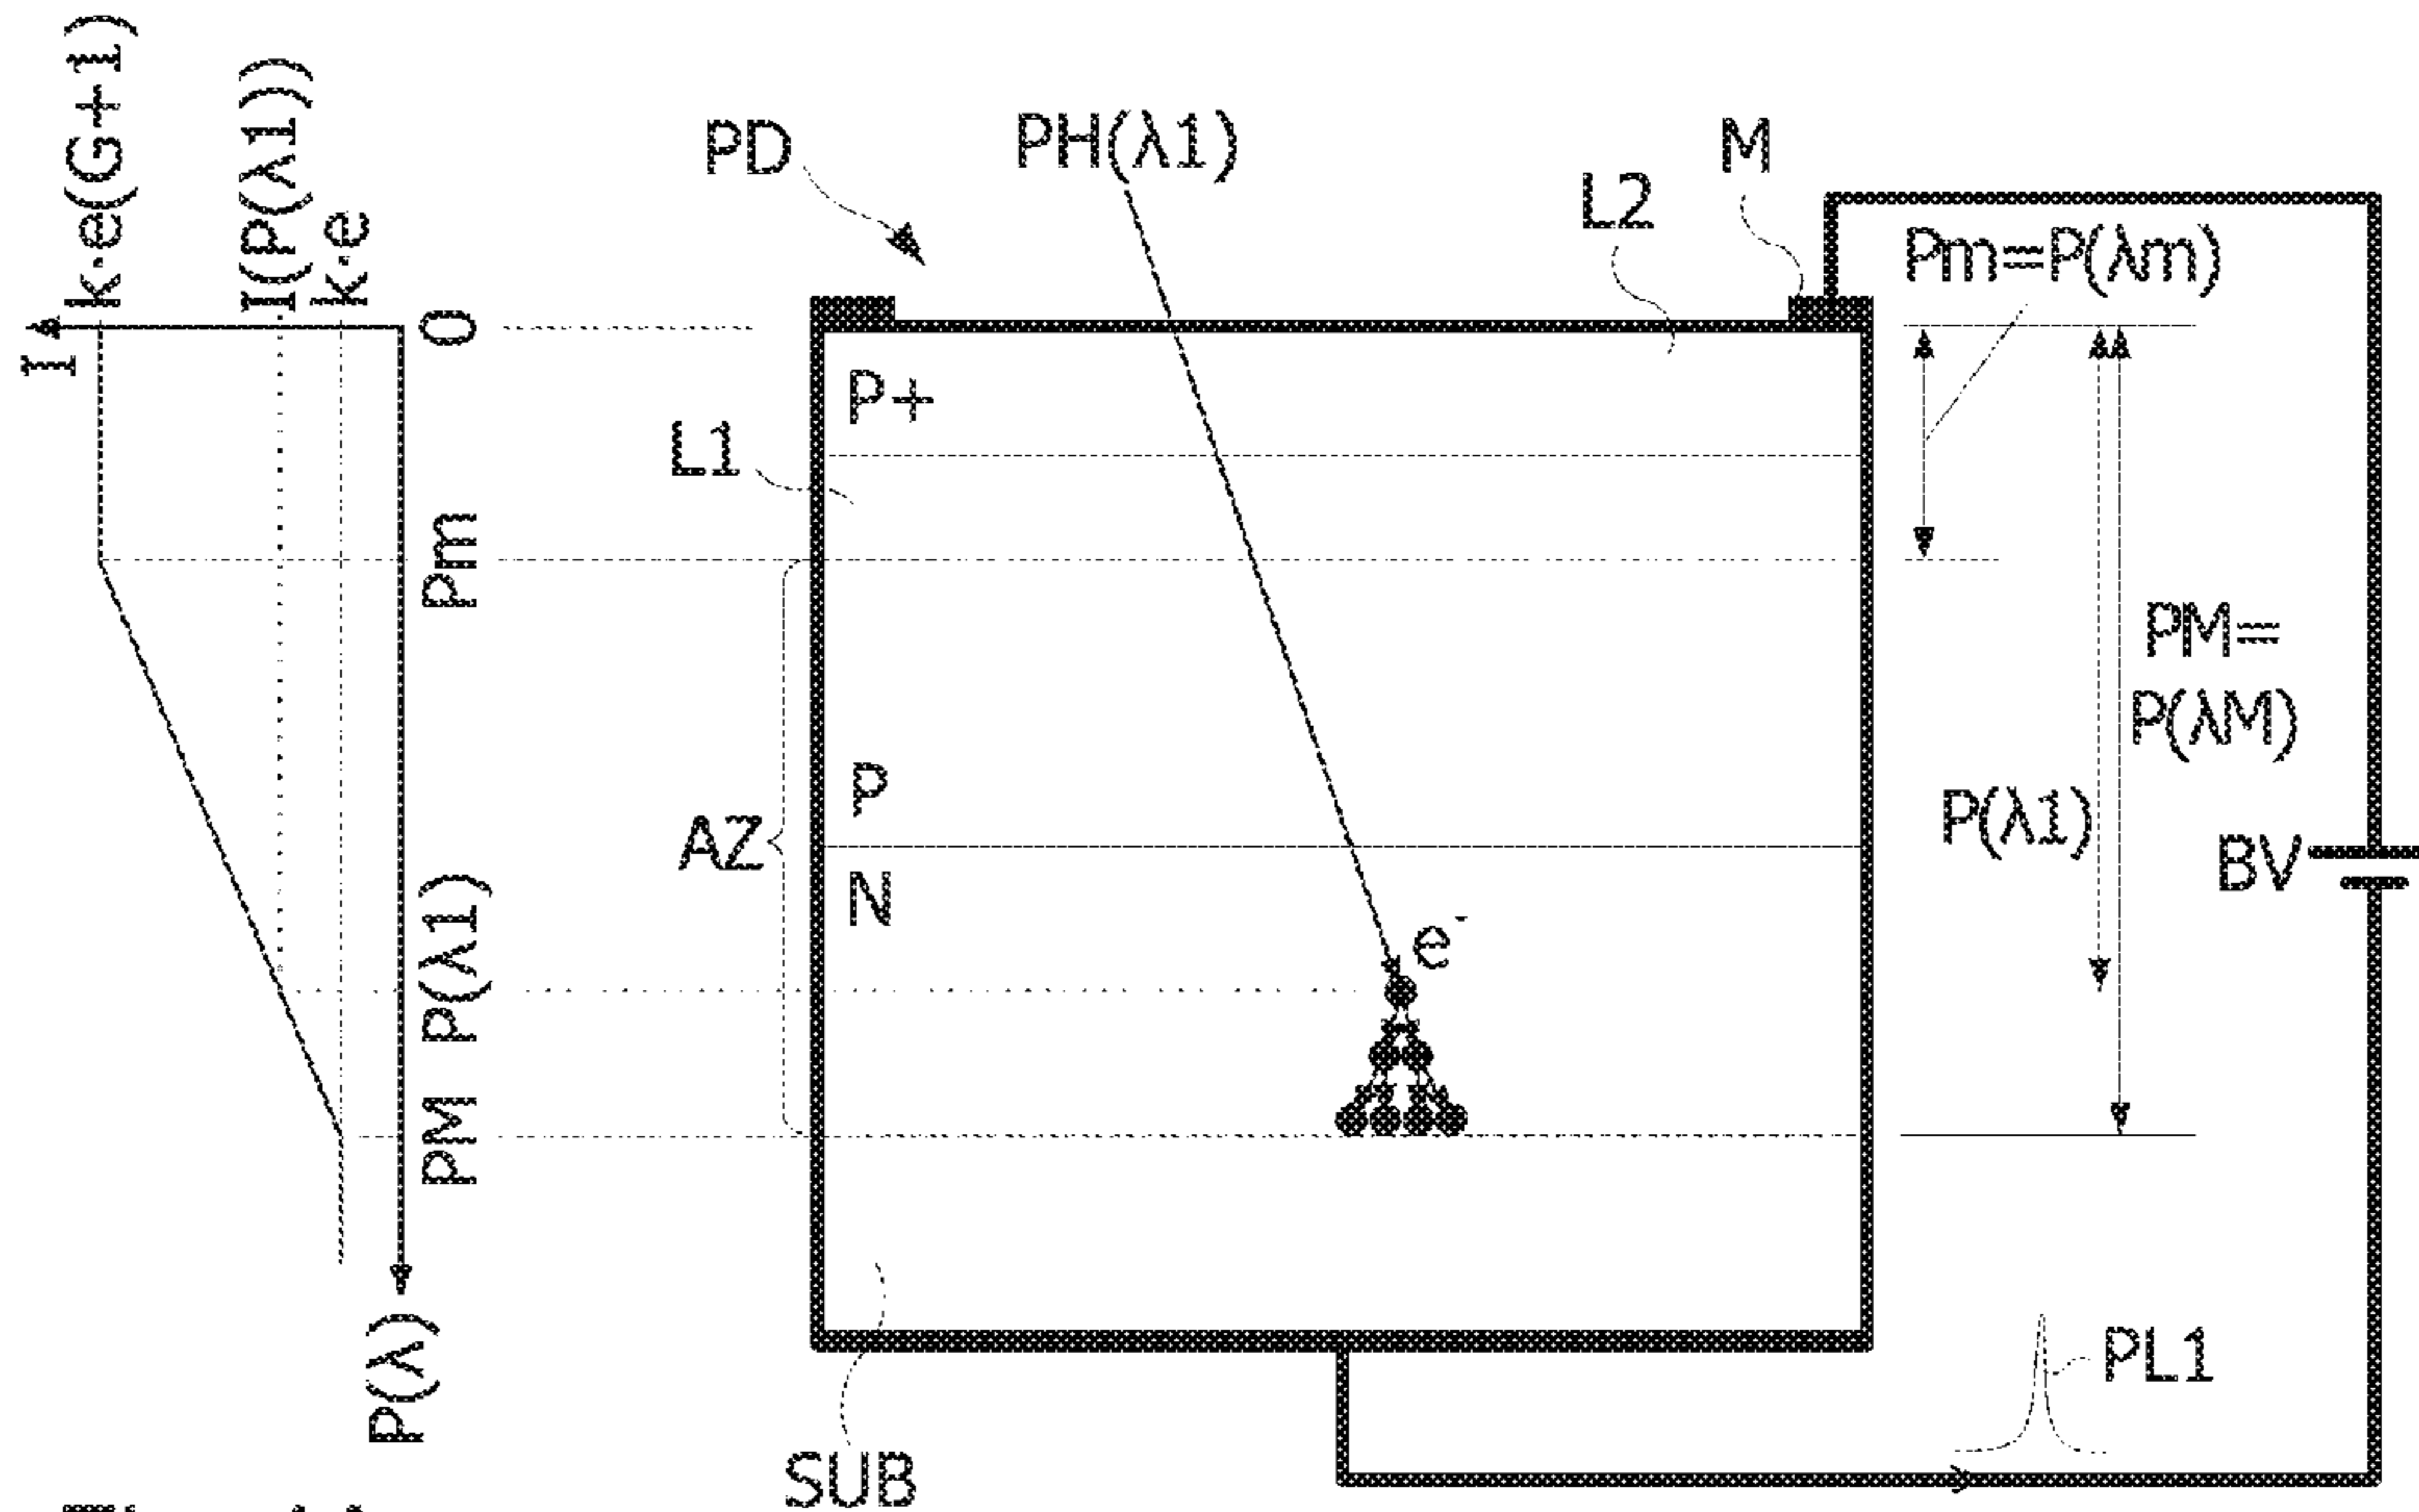 k·e(G+1)
I(P(λ1))
k·e
I
0
Pm
P(λ1)
PM
P(λ)
PD
PH(λ1)
L2
M
Pm=P(λm)
P+
L1
PM=
P(λM)
P
AZ
P(λ1)
BV
N
e-
PL1
SUB